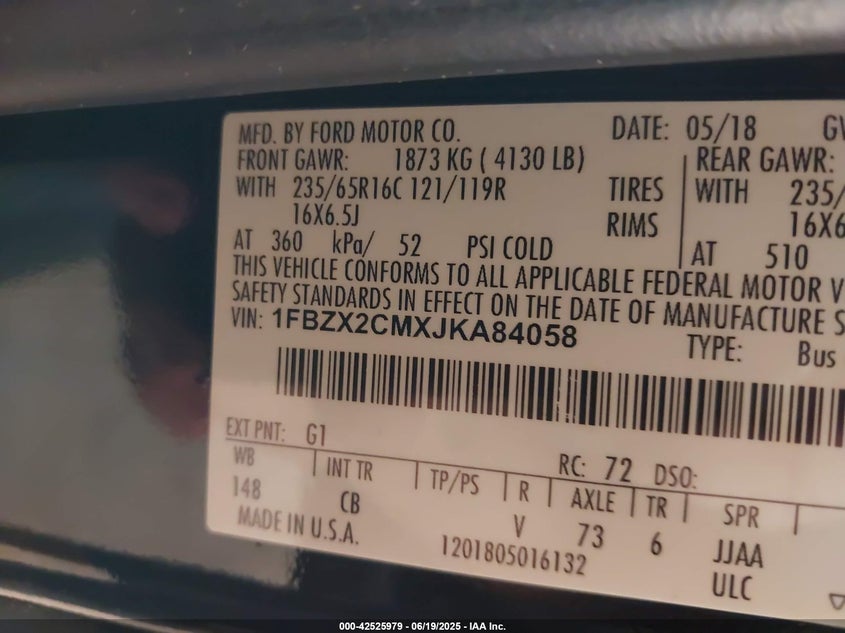 MFD. BY FORD MOTOR CO. DATE: 05/18 GV
FRONT GAWR: 1873 KG ( 4130 LB) REAR GAWR:
WITH 235/65R16C 121/119R TIRES WITH 235/
16X6.5J RIMS 16X6
AT 360 kPa/ 52 PSI COLD AT 510
THIS VEHICLE CONFORMS TO ALL APPLICABLE FEDERAL MOTOR V
SAFETY STANDARDS IN EFFECT ON THE DATE OF MANUFACTURE S
VIN: 1FBZX2CMXJKA84058 TYPE: Bus
EXT PNT: G1 RC: 72 DSO:
WB INT TR TP/PS R AXLE TR SPR
148 CB V 73 6 JJAA
MADE IN U.S.A. 1201805016132 ULC
000-42525979 - 06/19/2025 - IAA Inc.